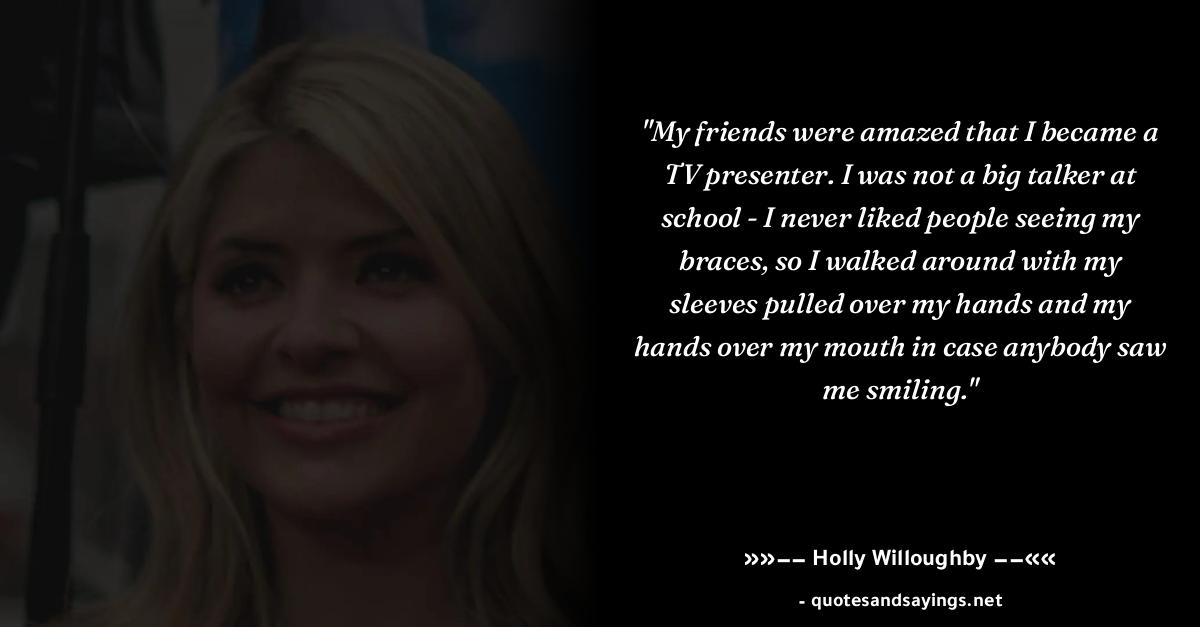 "My friends were amazed that I became a
TV presenter. I was not a big talker at
school - I never liked people seeing my
braces, so I walked around with my
sleeves pulled over my hands and my
hands over my mouth in case anybody saw
me smiling."
»»–– Holly Willoughby ––««
- quotesandsayings.net